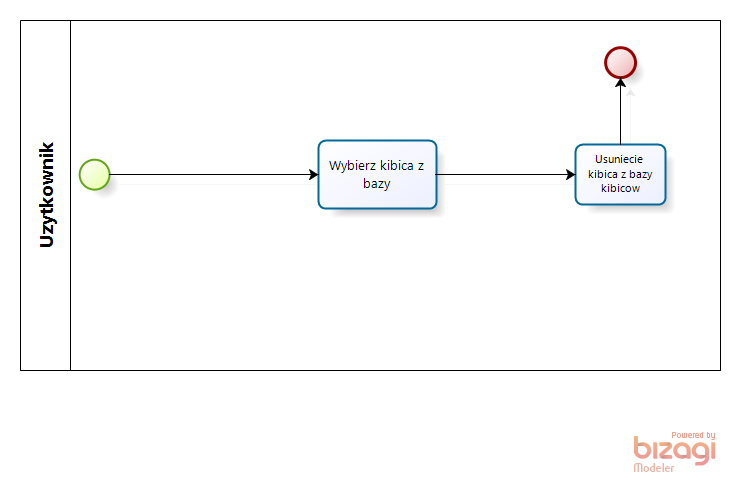 Uzytkownik
Wybierz kibica z
bazy
Usuniecie
kibica z bazy
kibicow
Powered by
bizagi
Modeler